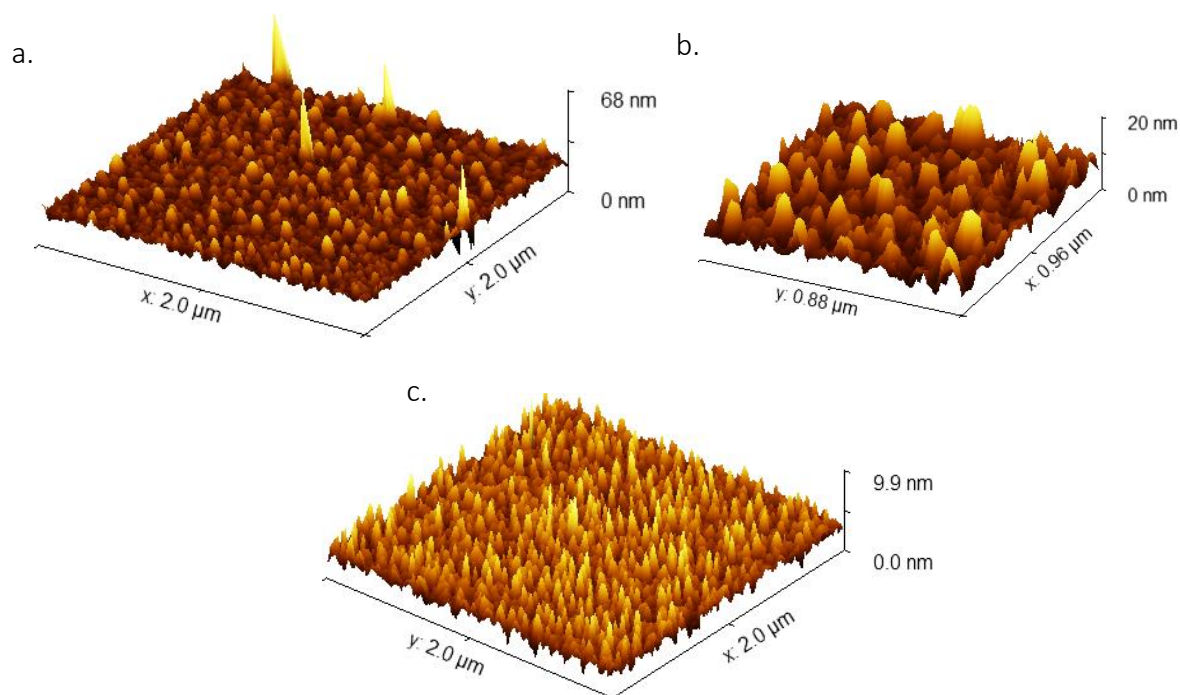 a.
68 nm
0 nm
x: 2.0 µm
y: 2.0 µm
b.
20 nm
0 nm
y: 0.88 µm
x: 0.96 µm
c.
9.9 nm
0.0 nm
y: 2.0 µm
x: 2.0 µm